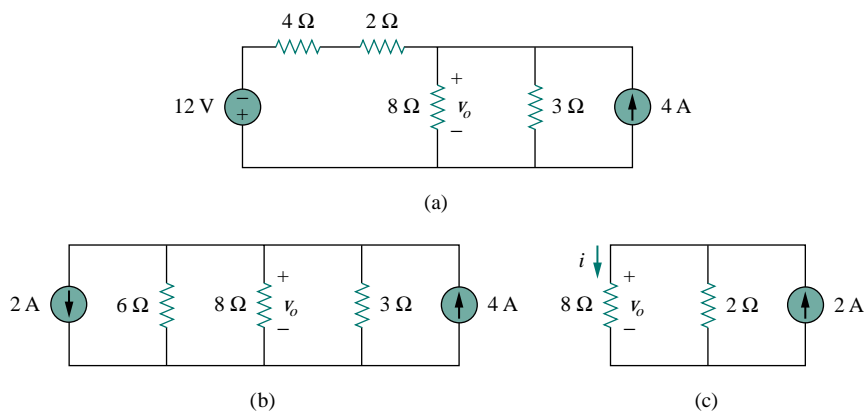 4 Ω 2 Ω
12 V − + 8 Ω + v_o − 3 Ω 4 A
(a)
2 A 6 Ω 8 Ω + v_o − 3 Ω 4 A
i 8 Ω + v_o − 2 Ω 2 A
(b) (c)